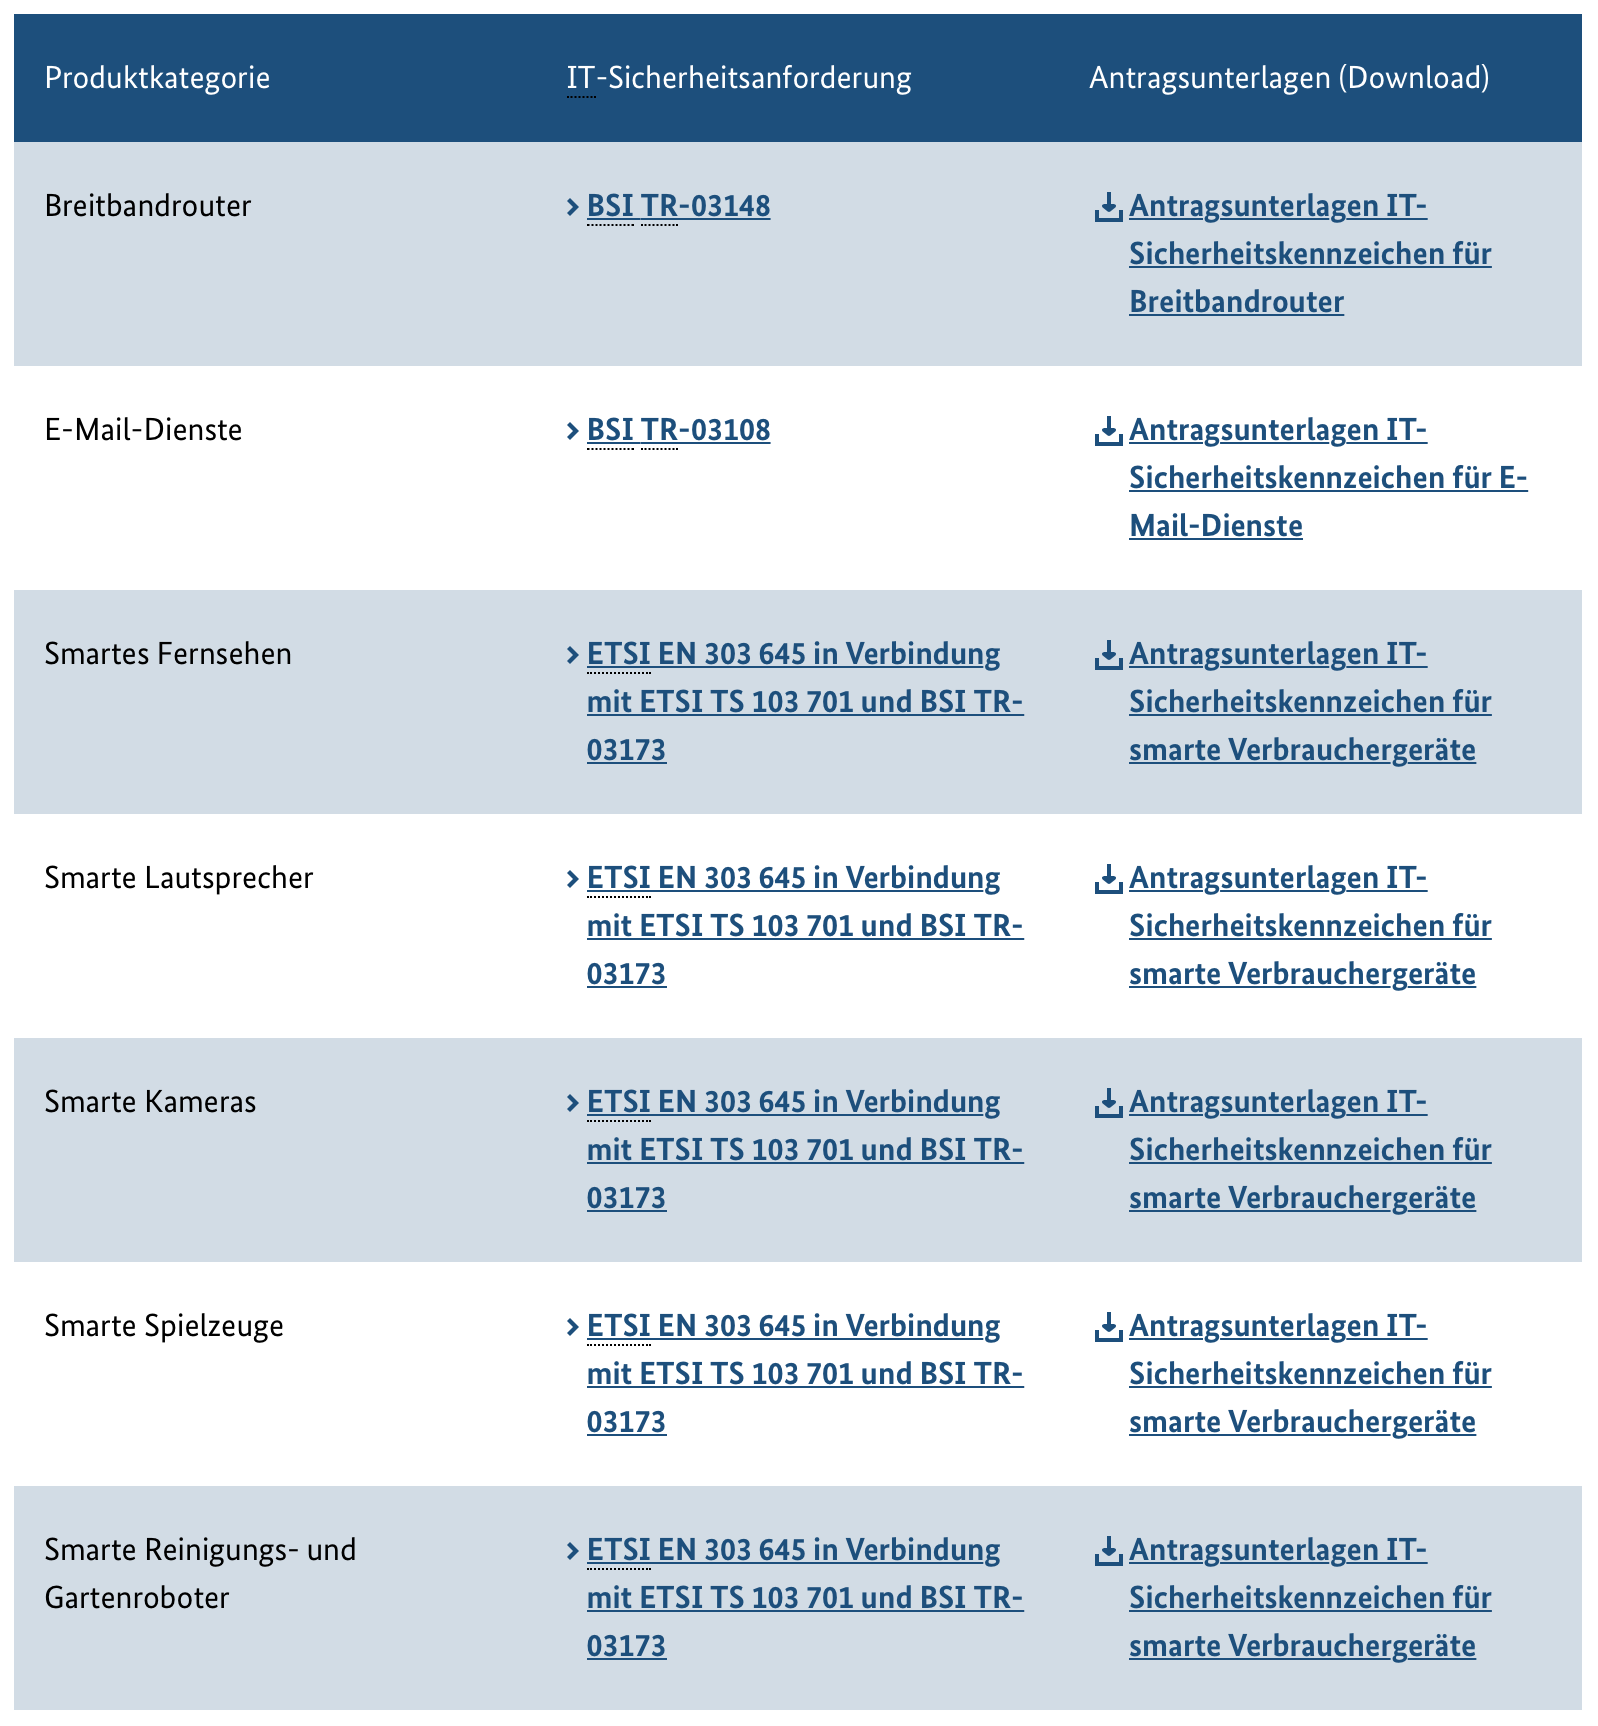 Produktkategorie
IT-Sicherheitsanforderung
Antragsunterlagen (Download)
Breitbandrouter
BSI TR-03148
Antragsunterlagen IT-
Sicherheitskennzeichen für
Breitbandrouter
E-Mail-Dienste
BSI TR-03108
Antragsunterlagen IT-
Sicherheitskennzeichen für E-
Mail-Dienste
Smartes Fernsehen
ETSI EN 303 645 in Verbindung
mit ETSI TS 103 701 und BSI TR-
03173
Antragsunterlagen IT-
Sicherheitskennzeichen für
smarte Verbrauchergeräte
Smarte Lautsprecher
ETSI EN 303 645 in Verbindung
mit ETSI TS 103 701 und BSI TR-
03173
Antragsunterlagen IT-
Sicherheitskennzeichen für
smarte Verbrauchergeräte
Smarte Kameras
ETSI EN 303 645 in Verbindung
mit ETSI TS 103 701 und BSI TR-
03173
Antragsunterlagen IT-
Sicherheitskennzeichen für
smarte Verbrauchergeräte
Smarte Spielzeuge
ETSI EN 303 645 in Verbindung
mit ETSI TS 103 701 und BSI TR-
03173
Antragsunterlagen IT-
Sicherheitskennzeichen für
smarte Verbrauchergeräte
Smarte Reinigungs- und
Gartenroboter
ETSI EN 303 645 in Verbindung
mit ETSI TS 103 701 und BSI TR-
03173
Antragsunterlagen IT-
Sicherheitskennzeichen für
smarte Verbrauchergeräte